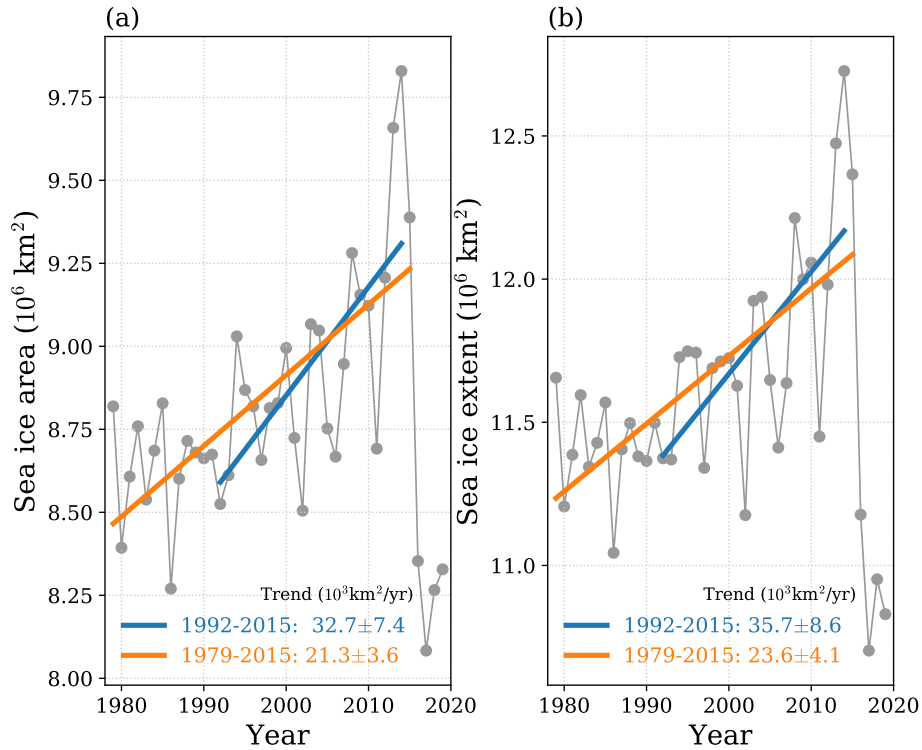 (a)
Sea ice area (10⁶ km²)
9.75
9.50
9.25
9.00
8.75
8.50
8.25
8.00
Trend (10³km²/yr)
1992-2015: 32.7±7.4
1979-2015: 21.3±3.6
1980 1990 2000 2010 2020
Year
(b)
Sea ice extent (10⁶ km²)
12.5
12.0
11.5
11.0
Trend (10³km²/yr)
1992-2015: 35.7±8.6
1979-2015: 23.6±4.1
1980 1990 2000 2010 2020
Year